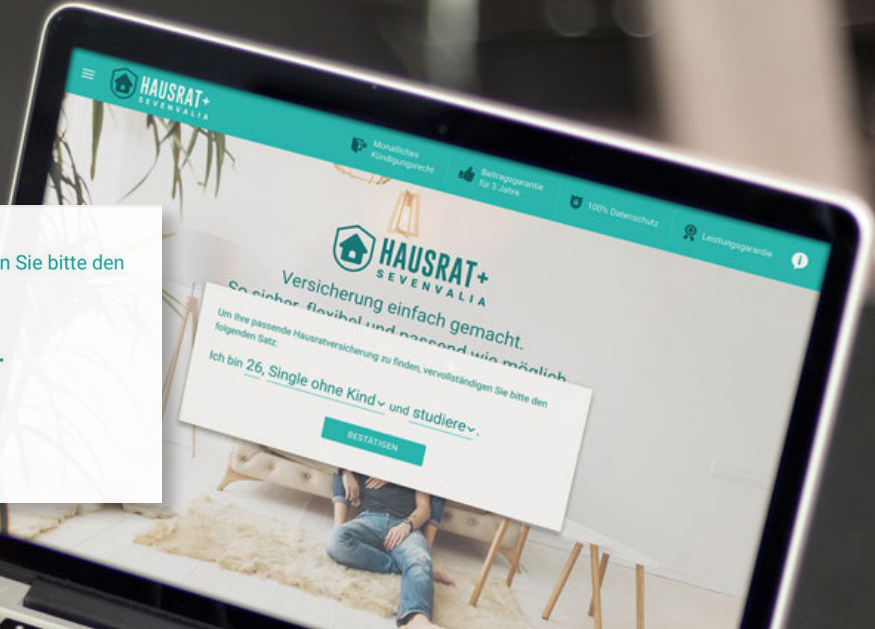 HAUSRAT+
SEVENVALIA
Monatliches
Kündigungsrecht
Beitragsgarantie
für 3 Jahre
100% Datenschutz
Leistungsgarantie
HAUSRAT+
SEVENVALIA
Versicherung einfach gemacht.
So sicher, flexibel und passend wie möglich
Um Ihre passende Hausratversicherung zu finden, vervollständigen Sie bitte den
folgenden Satz:
Ich bin 26, Single ohne Kind und studiere.
BESTÄTIGEN
n Sie bitte den
.